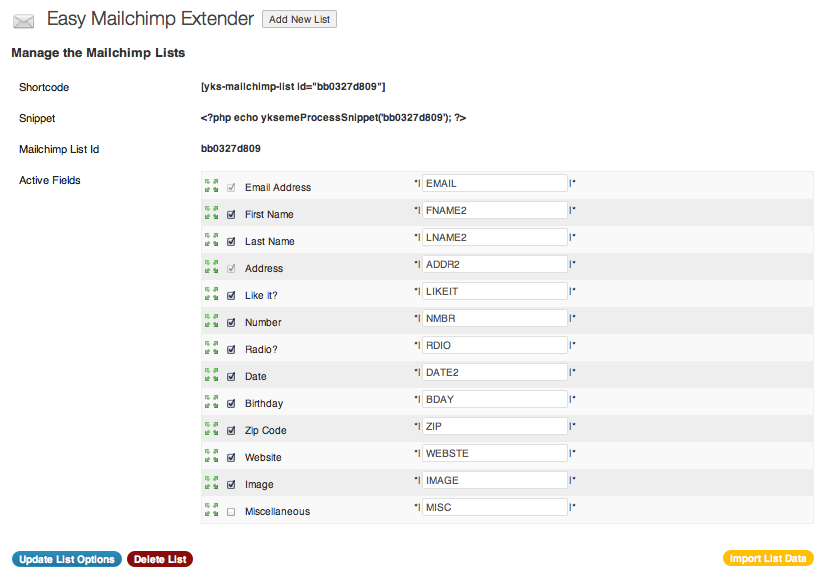 Easy Mailchimp Extender Add New List
Manage the Mailchimp Lists
Shortcode [yks-mailchimp-list id="bb0327d809"]
Snippet <?php echo yksemeProcessSnippet('bb0327d809'); ?>
Mailchimp List Id bb0327d809
Active Fields
Email Address *| EMAIL |*
First Name *| FNAME2 |*
Last Name *| LNAME2 |*
Address *| ADDR2 |*
Like it? *| LIKEIT |*
Number *| NMBR |*
Radio? *| RDIO |*
Date *| DATE2 |*
Birthday *| BDAY |*
Zip Code *| ZIP |*
Website *| WEBSTE |*
Image *| IMAGE |*
Miscellaneous *| MISC |*
Update List Options Delete List Import List Data